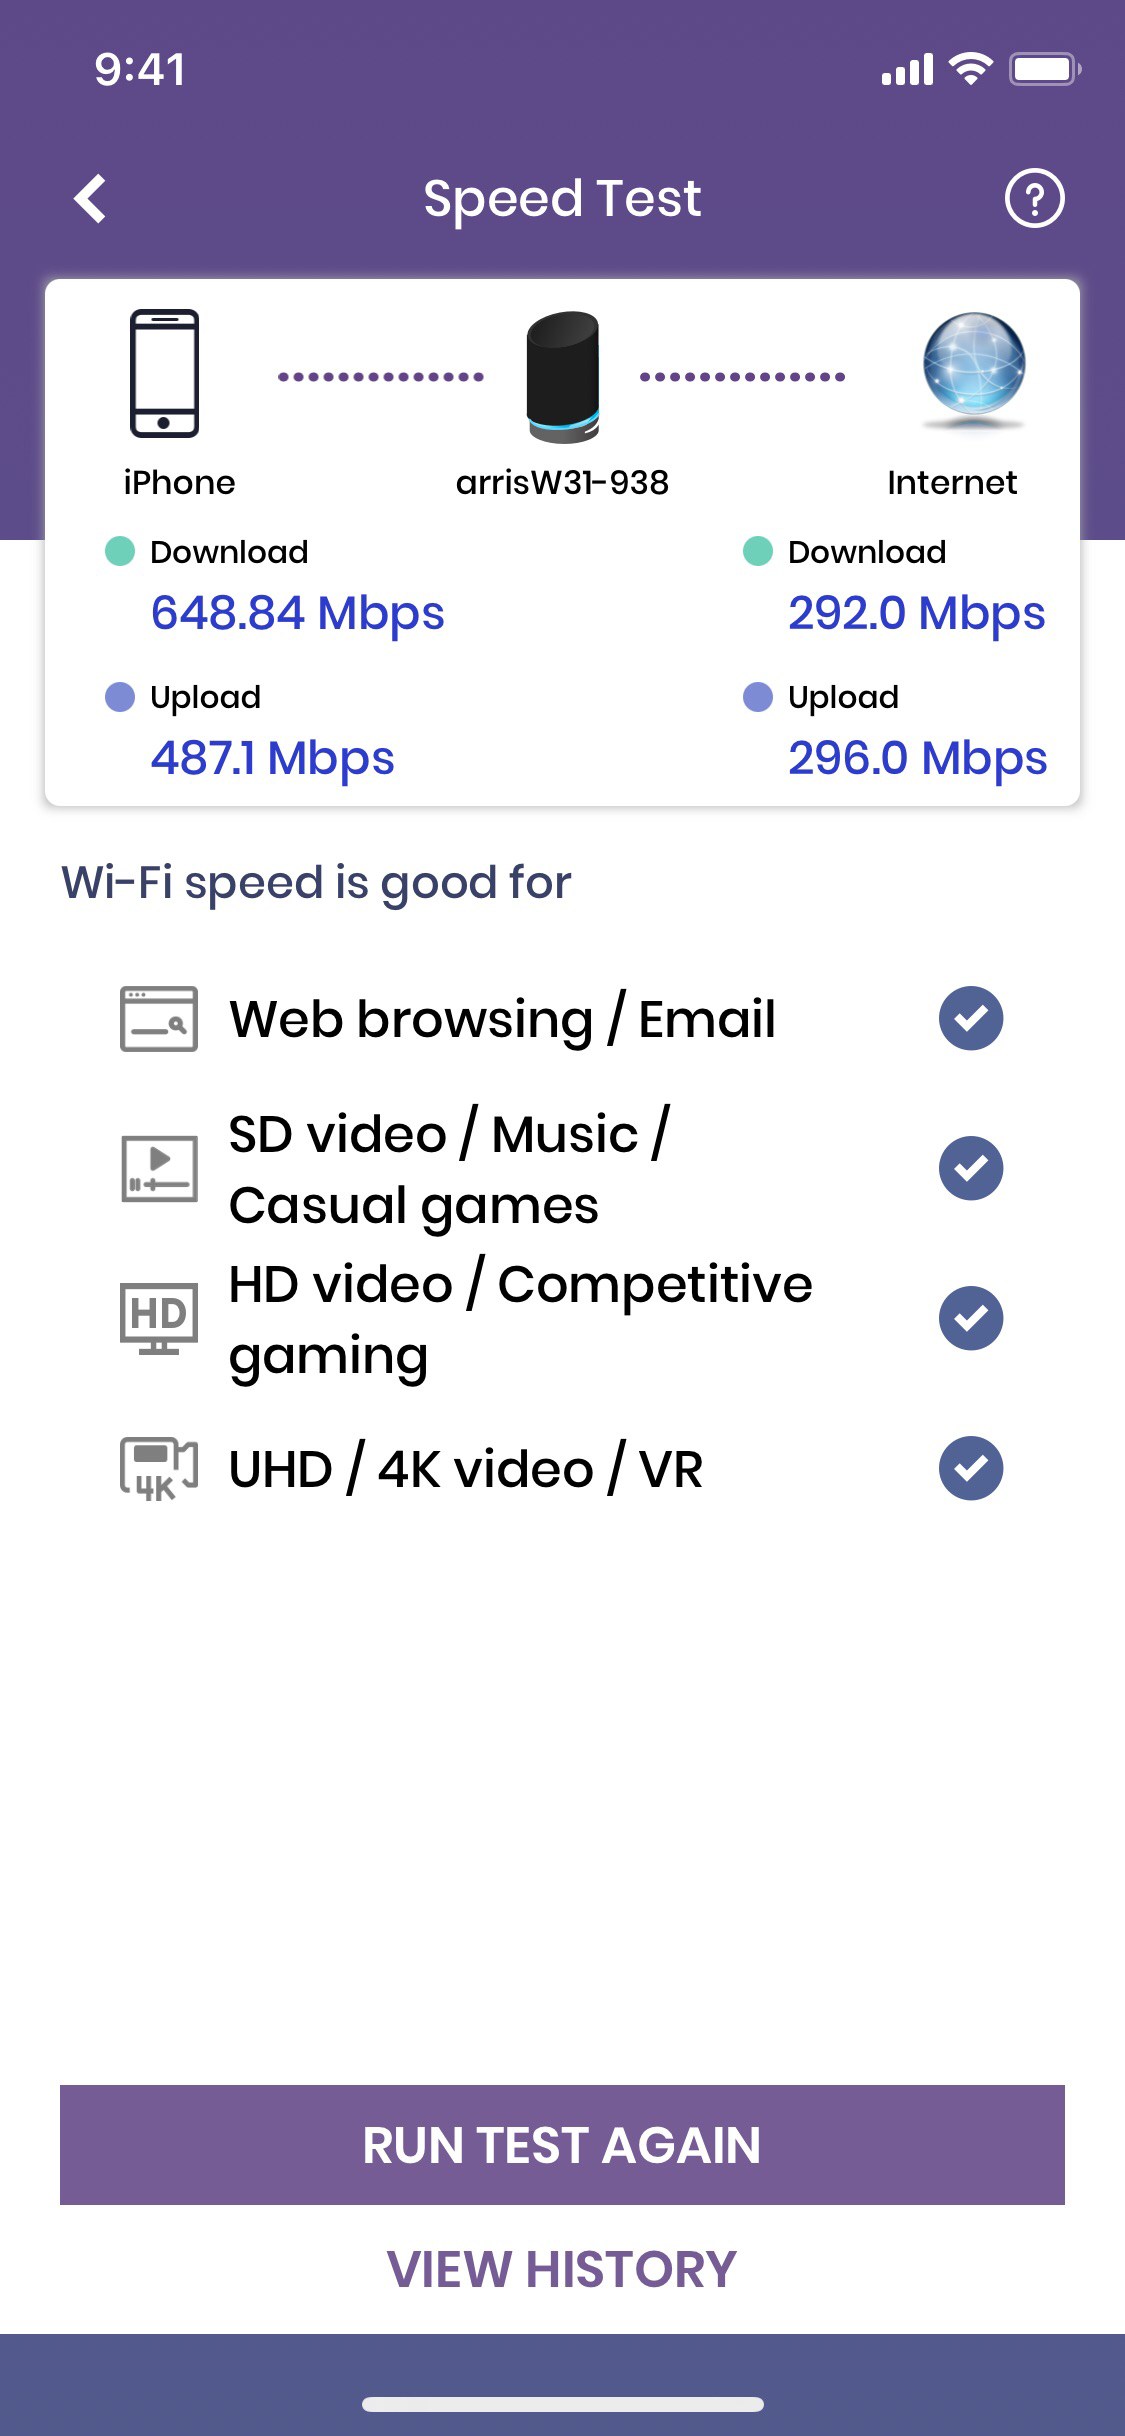 9:41
Speed Test
iPhone
arrisW31-938
Internet
Download
648.84 Mbps
Download
292.0 Mbps
Upload
487.1 Mbps
Upload
296.0 Mbps
Wi-Fi speed is good for
Web browsing / Email
SD video / Music /
Casual games
HD
HD video / Competitive
gaming
4K
UHD / 4K video / VR
RUN TEST AGAIN
VIEW HISTORY